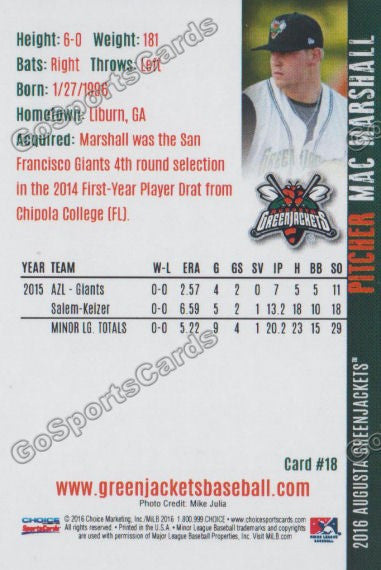 Height: 6-0 Weight: 181
Bats: Right Throws: Left
Born: 1/27/1996
Hometown: Liburn, GA
Acquired: Marshall was the San
Francisco Giants 4th round selection
in the 2014 First-Year Player Drat from
Chipola College (FL).
PITCHER MAC MARSHALL
GREENJACKETS
YEAR TEAM W-L ERA G GS SV IP H BB SO
2015 AZL - Giants 0-0 2.57 4 2 0 7 5 5 11
Salem-Keizer 0-0 6.59 5 2 1 13.2 18 10 18
MINOR LG. TOTALS 0-0 5.22 9 4 1 20.2 23 15 29
2016 AUGUSTA GREENJACKETS™
Card #18
www.greenjacketsbaseball.com
Photo Credit: Mike Julia
CHOICE
SportsCards
© 2016 Choice Marketing, Inc/MiLB 2016 1.800.999.CHOICE • www.choicesportscards.com
All rights reserved. • Printed in the U.S.A. • Minor League Baseball trademarks and copyrights
are used with permission of Major League Baseball Properties, Inc. Visit MiLB.com
MINOR LEAGUE
BASEBALL
GoSportsCards
GoSportsCards
GoSportsCards
GoSportsCards